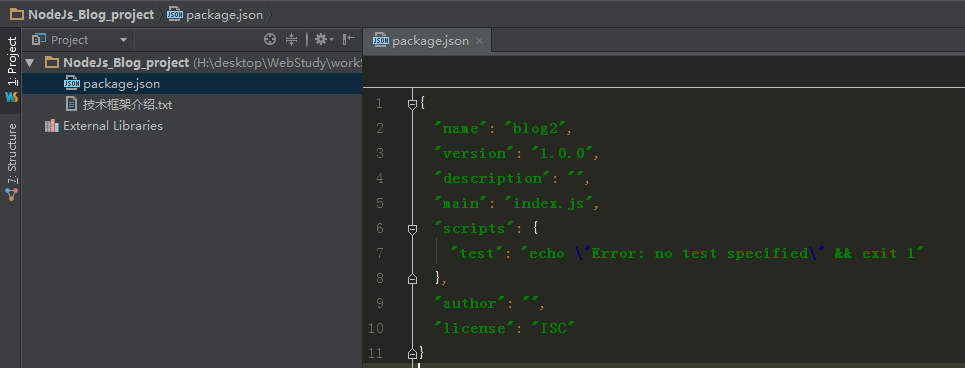 NodeJs_Blog_project package.json
1: Project
7: Structure
Project
NodeJs_Blog_project (H:\desktop\WebStudy\work
package.json
技术框架介绍.txt
External Libraries
package.json
1 {
2 "name": "blog2",
3 "version": "1.0.0",
4 "description": "",
5 "main": "index.js",
6 "scripts": {
7 "test": "echo \"Error: no test specified\" && exit 1"
8 },
9 "author": "",
10 "license": "ISC"
11 }